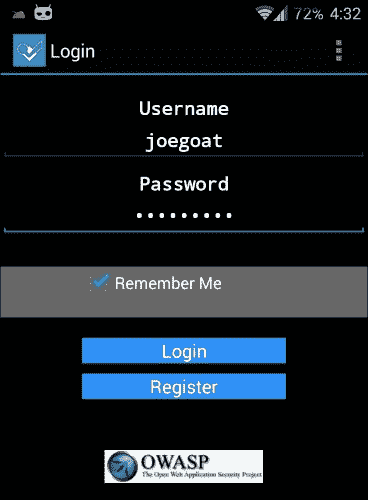 72% 4:32
Login
Username
joegoat
Password
•••••••••
Remember Me
Login
Register
OWASP
The Open Web Application Security Project